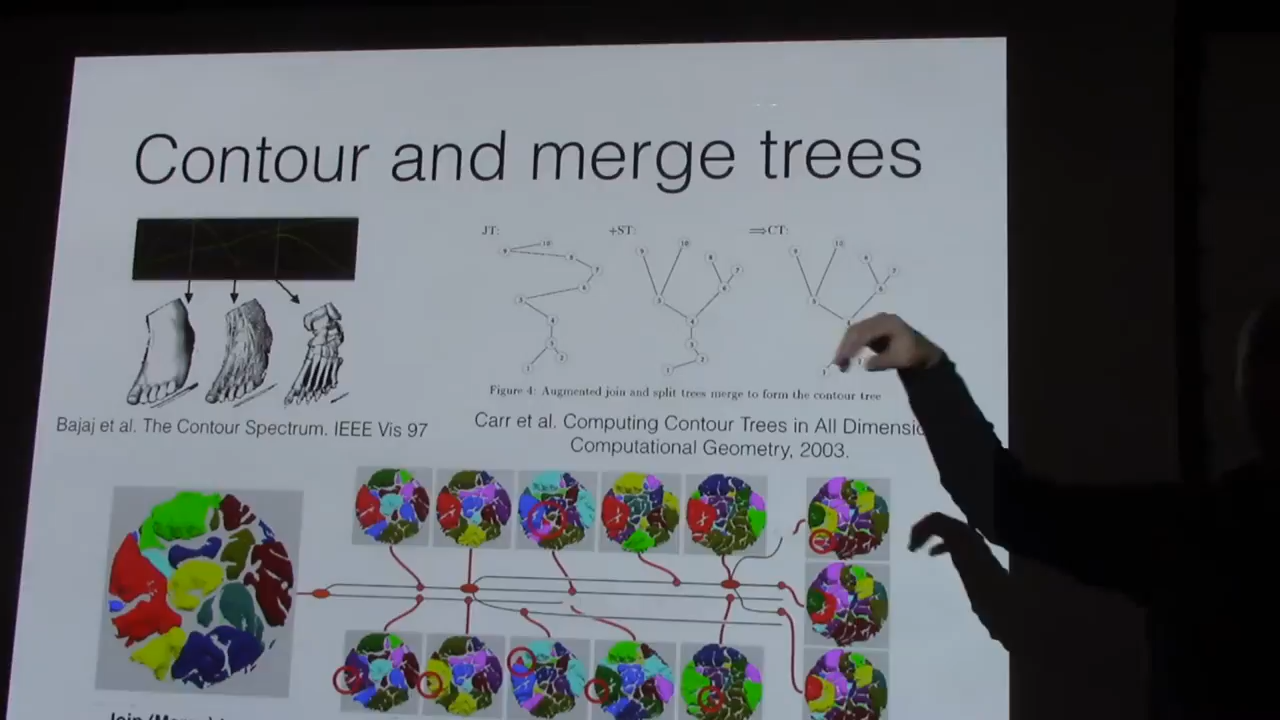 Contour and merge trees
JT: +ST: ⟹CT:
Figure 4: Augmented join and split trees merge to form the contour tree
Bajaj et al. The Contour Spectrum. IEEE Vis 97
Carr et al. Computing Contour Trees in All
Computational Geometry, 2003.